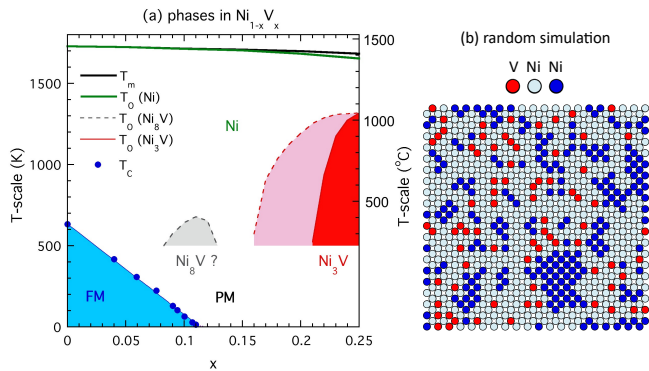 (a) phases in Ni1-xVx
(b) random simulation
V Ni Ni
T-scale (K)
1500
1000
500
0
Tm
TO (Ni)
TO (Ni8V)
TO (Ni3V)
TC
Ni
Ni8V ?
Ni3V
FM
PM
1500
1000
500
T-scale (°C)
0 0.05 0.1 0.15 0.2 0.25
x